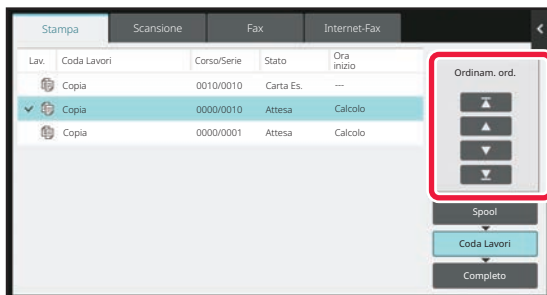 Stampa Scansione Fax Internet-Fax
Lav. Coda Lavori Corso/Serie Stato Ora inizio
Copia 0010/0010 Carta Es. —
Copia 0000/0010 Attesa Calcolo
Copia 0000/0001 Attesa Calcolo
Ordinam. ord.
Spool
Coda Lavori
Completo